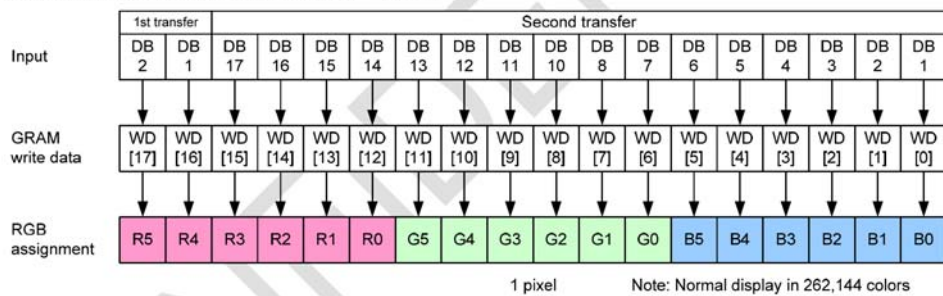 1st transfer Second transfer
Input DB 2 DB 1 DB 17 DB 16 DB 15 DB 14 DB 13 DB 12 DB 11 DB 10 DB 8 DB 7 DB 6 DB 5 DB 4 DB 3 DB 2 DB 1
GRAM write data WD [17] WD [16] WD [15] WD [14] WD [13] WD [12] WD [11] WD [10] WD [9] WD [8] WD [7] WD [6] WD [5] WD [4] WD [3] WD [2] WD [1] WD [0]
RGB assignment R5 R4 R3 R2 R1 R0 G5 G4 G3 G2 G1 G0 B5 B4 B3 B2 B1 B0
1 pixel Note: Normal display in 262,144 colors